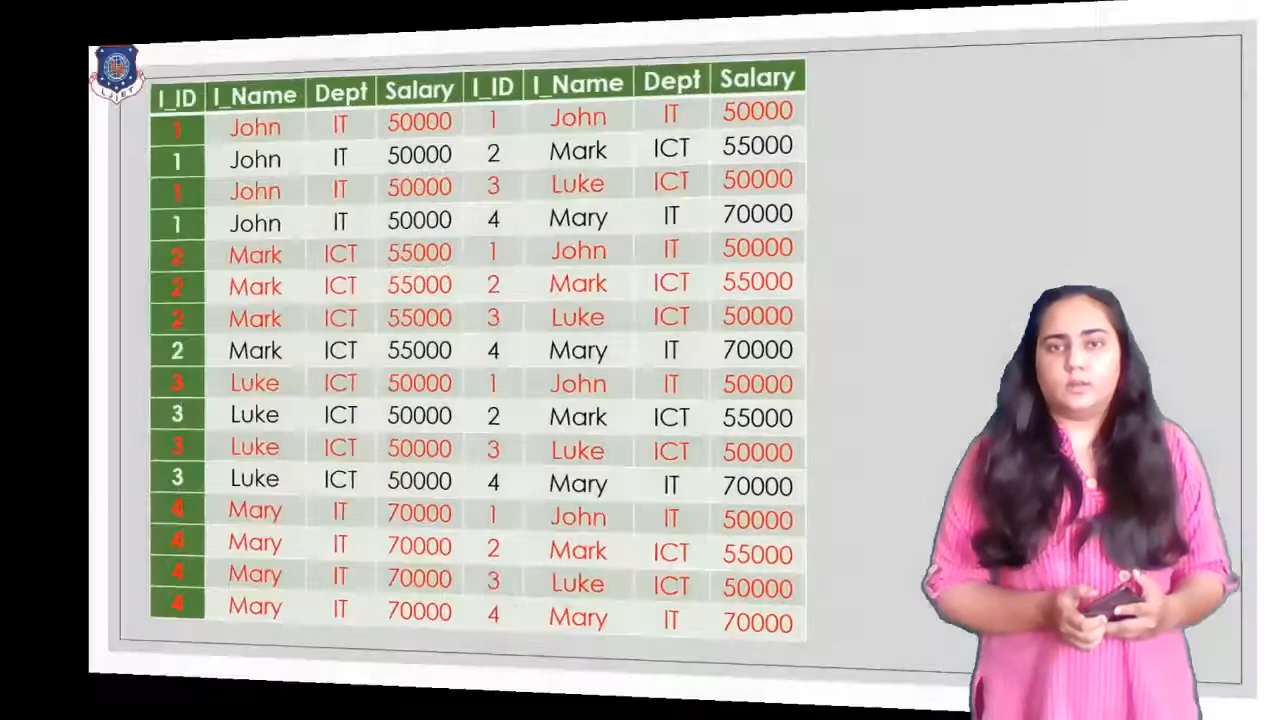 LJIET
I_ID I_Name Dept Salary I_ID I_Name Dept Salary
1 John IT 50000 1 John IT 50000
1 John IT 50000 2 Mark ICT 55000
1 John IT 50000 3 Luke ICT 50000
1 John IT 50000 4 Mary IT 70000
2 Mark ICT 55000 1 John IT 50000
2 Mark ICT 55000 2 Mark ICT 55000
2 Mark ICT 55000 3 Luke ICT 50000
2 Mark ICT 55000 4 Mary IT 70000
3 Luke ICT 50000 1 John IT 50000
3 Luke ICT 50000 2 Mark ICT 55000
3 Luke ICT 50000 3 Luke ICT 50000
3 Luke ICT 50000 4 Mary IT 70000
4 Mary IT 70000 1 John IT 50000
4 Mary IT 70000 2 Mark ICT 55000
4 Mary IT 70000 3 Luke ICT 50000
4 Mary IT 70000 4 Mary IT 70000